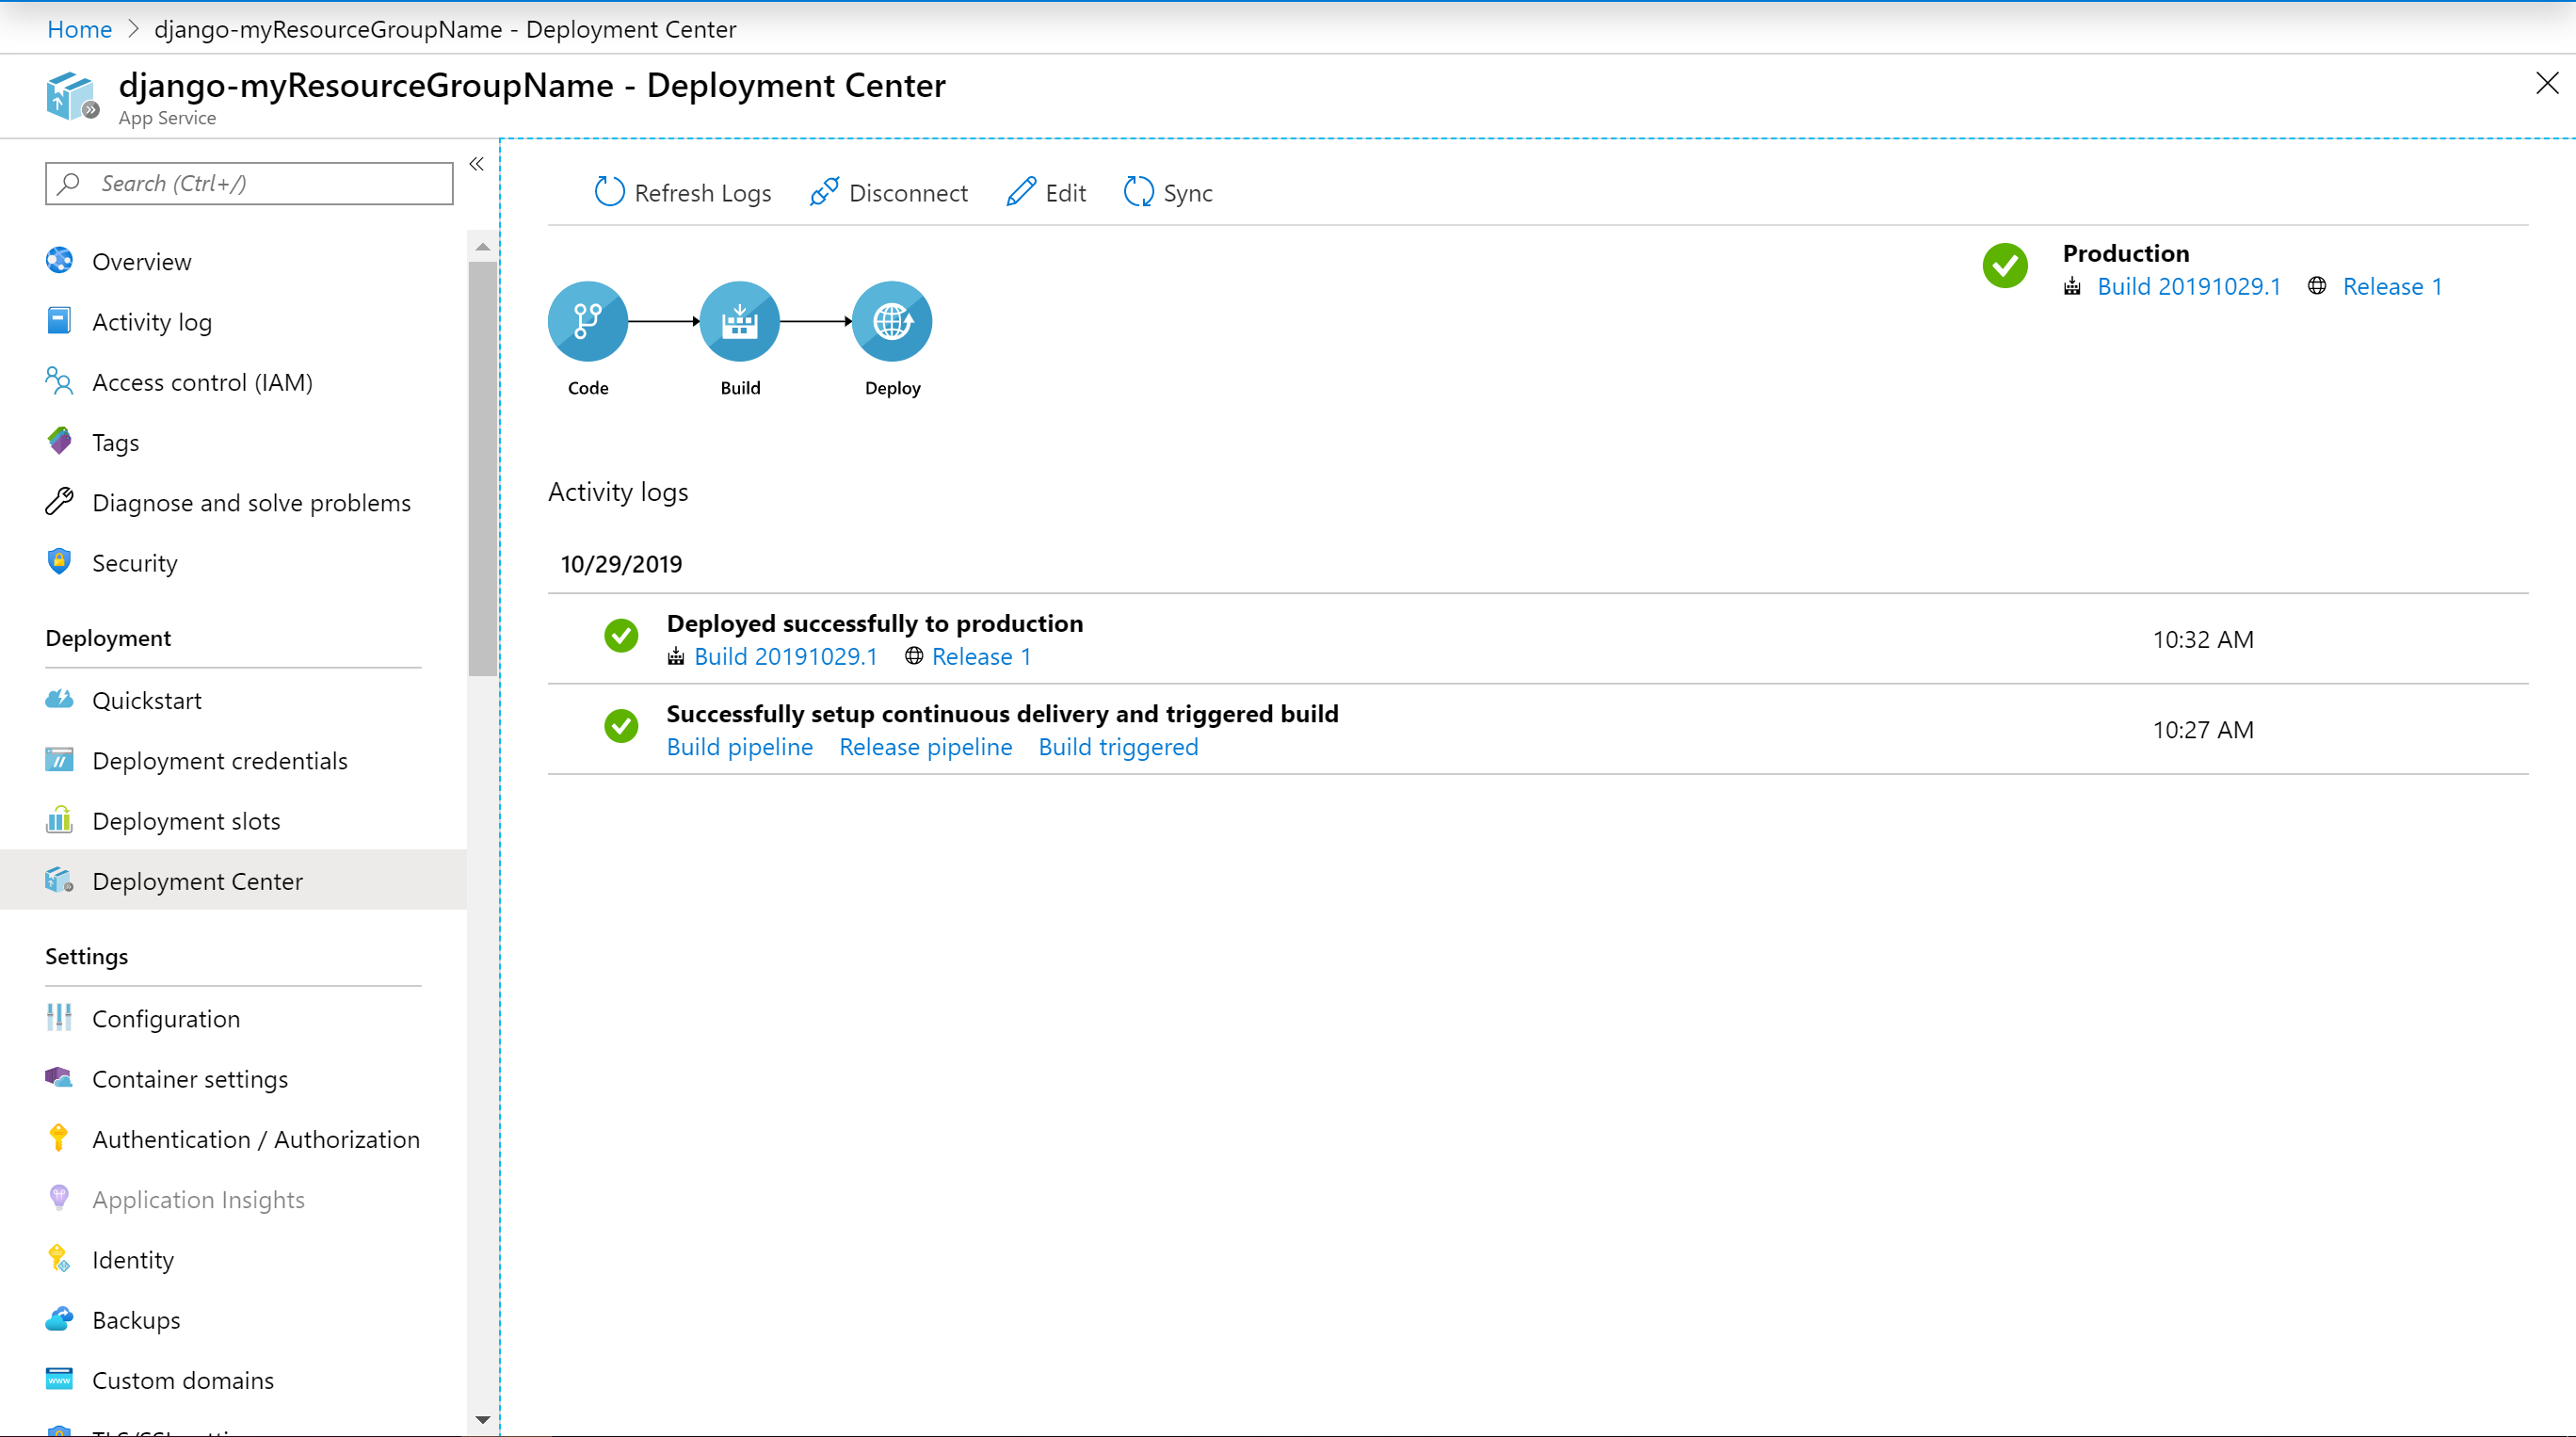 Home > django-myResourceGroupName - Deployment Center
django-myResourceGroupName - Deployment Center
App Service
Search (Ctrl+/)
Overview
Activity log
Access control (IAM)
Tags
Diagnose and solve problems
Security
Deployment
Quickstart
Deployment credentials
Deployment slots
Deployment Center
Settings
Configuration
Container settings
Authentication / Authorization
Application Insights
Identity
Backups
Custom domains
Refresh Logs Disconnect Edit Sync
Production
Build 20191029.1 Release 1
Code Build Deploy
Activity logs
10/29/2019
Deployed successfully to production
Build 20191029.1 Release 1
10:32 AM
Successfully setup continuous delivery and triggered build
Build pipeline Release pipeline Build triggered
10:27 AM